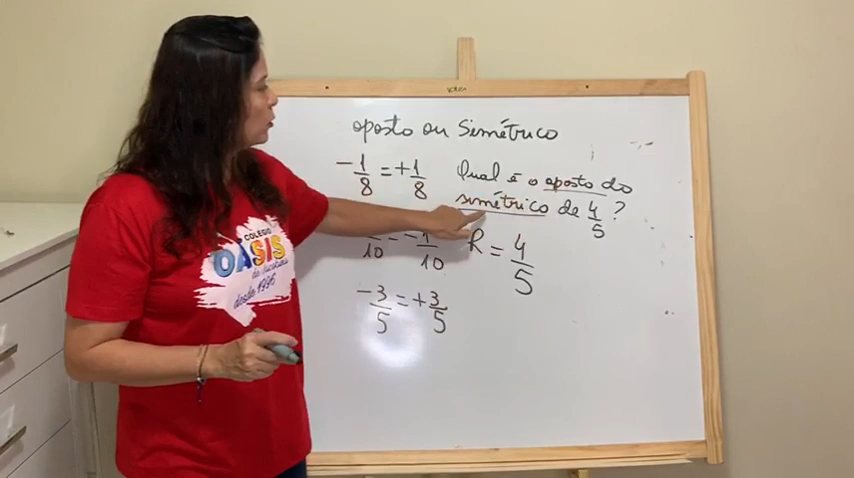 oposto ou Simétrico
-1/8 = +1/8
10 - -1/10
-3/5 = +3/5
Qual é o oposto do
simétrico de 4/5 ?
R = 4/5
COLÉGIO
OASIS
desde 1996